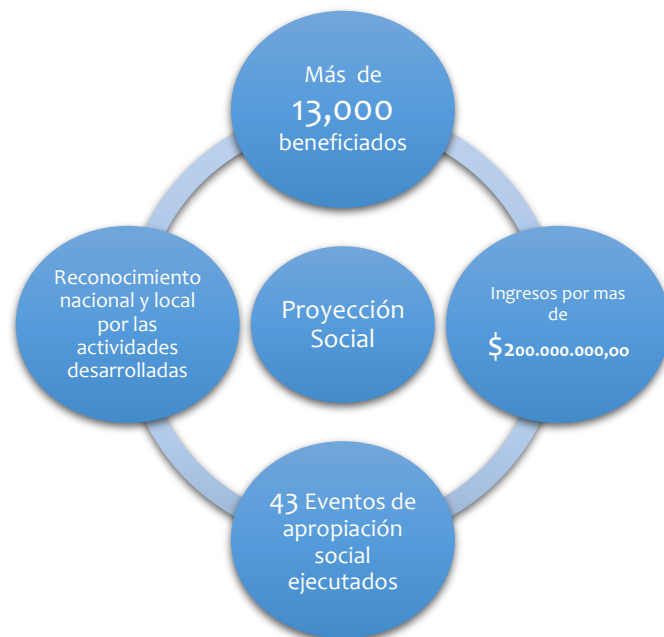 Más de
13,000
beneficiados
Reconocimiento
nacional y local
por las
actividades
desarrolladas
Proyección
Social
Ingresos por mas
de
$200.000.000,00
43 Eventos de
apropiación
social
ejecutados